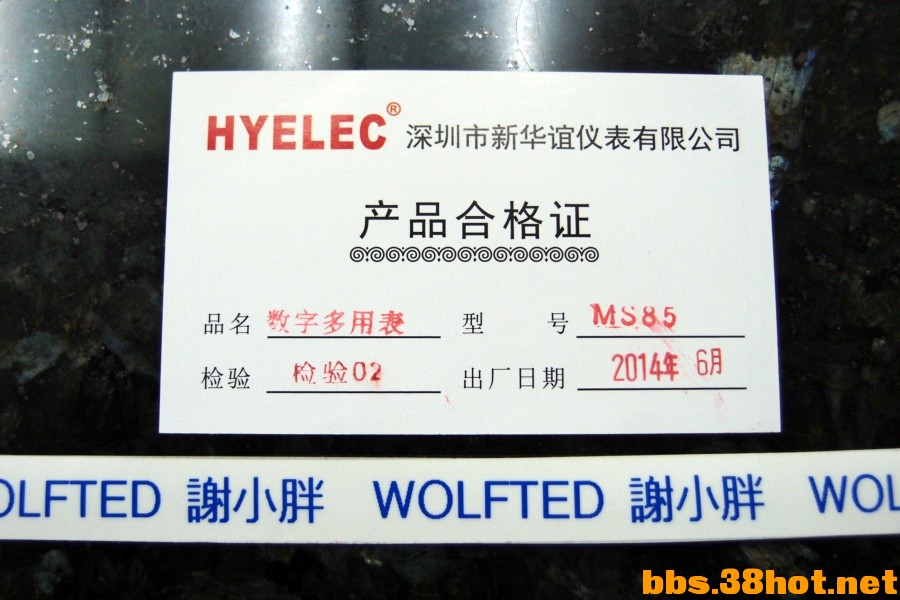 HYELEC® 深圳市新华谊仪表有限公司
产品合格证
品名 数字多用表 型号 MS85
检验 检验02 出厂日期 2014年 6月
OLFTED 謝小胖 WOLFTED 謝小胖 WOL
bbs.38hot.net